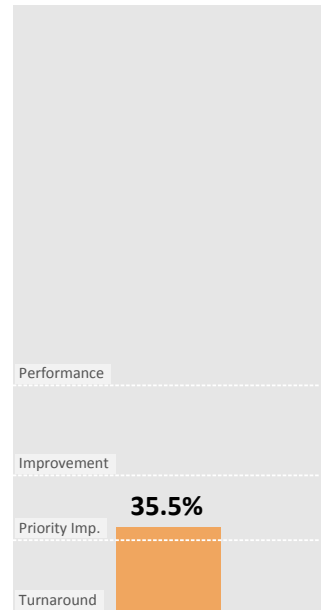 Performance
Improvement
35.5%
Priority Imp.
Turnaround